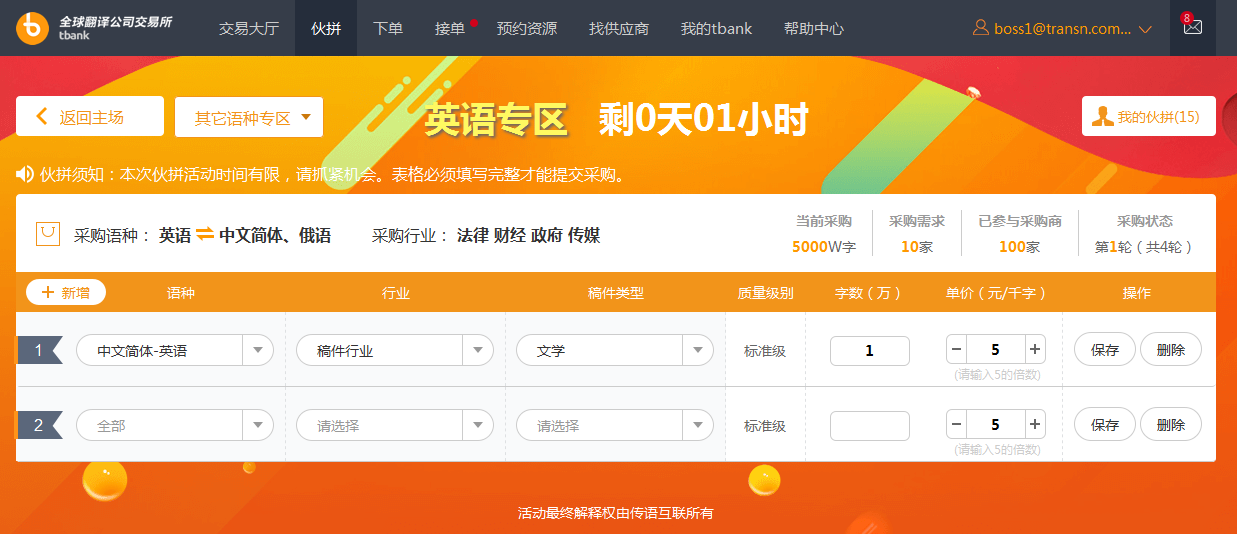 全球翻译公司交易所
tbank
交易大厅 伙拼 下单 接单 预约资源 找供应商 我的tbank 帮助中心 boss1@transn.com... 8
返回主场 其它语种专区 英语专区 剩0天01小时 我的伙拼(15)
伙拼须知：本次伙拼活动时间有限，请抓紧机会。表格必须填写完整才能提交采购。
采购语种： 英语 中文简体、俄语 采购行业： 法律 财经 政府 传媒
当前采购 采购需求 已参与采购商 采购状态
5000W字 10家 100家 第1轮（共4轮）
+ 新增 语种 行业 稿件类型 质量级别 字数（万） 单价（元/千字） 操作
1 中文简体-英语 稿件行业 文学 标准级 1 − 5 + 保存 删除
(请输入5的倍数)
2 全部 请选择 请选择 标准级 − 5 + 保存 删除
(请输入5的倍数)
活动最终解释权由传语互联所有